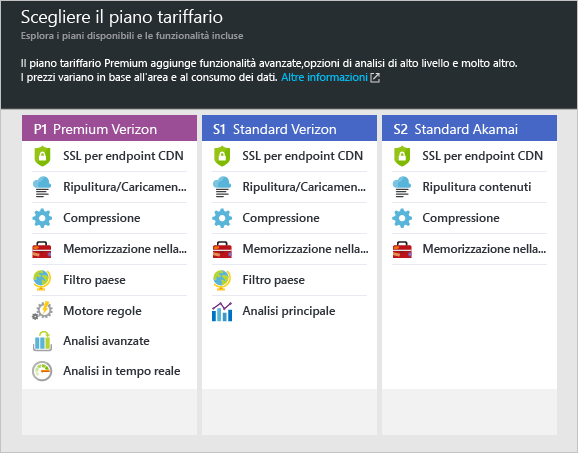 Scegliere il piano tariffario
Esplora i piani disponibili e le funzionalità incluse
Il piano tariffario Premium aggiunge funzionalità avanzate,opzioni di analisi di alto livello e molto altro.
I prezzi variano in base all'area e al consumo dei dati. Altre informazioni
P1 Premium Verizon
SSL per endpoint CDN
Ripulitura/Caricamen...
Compressione
Memorizzazione nella...
Filtro paese
Motore regole
Analisi avanzate
Analisi in tempo reale
S1 Standard Verizon
SSL per endpoint CDN
Ripulitura/Caricamen...
Compressione
Memorizzazione nella...
Filtro paese
Analisi principale
S2 Standard Akamai
SSL per endpoint CDN
Ripulitura contenuti
Compressione
Memorizzazione nella...